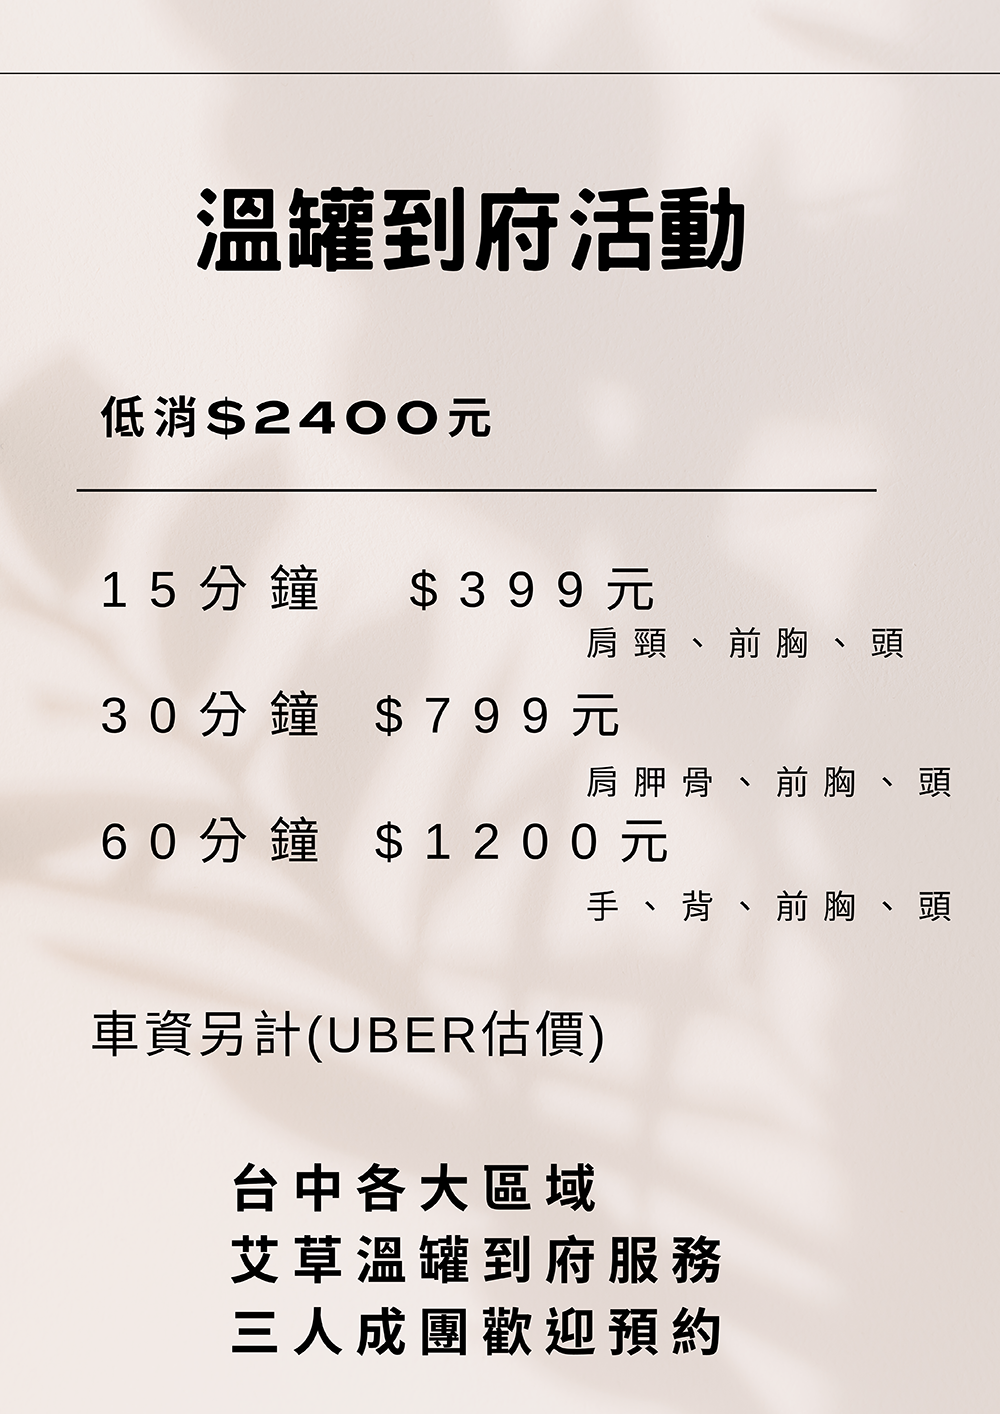 溫罐到府活動
低消$2400元
15分鐘 $399元
肩頸、前胸、頭
30分鐘 $799元
肩胛骨、前胸、頭
60分鐘 $1200元
手、背、前胸、頭
車資另計(UBER估價)
台中各大區域
艾草溫罐到府服務
三人成團歡迎預約